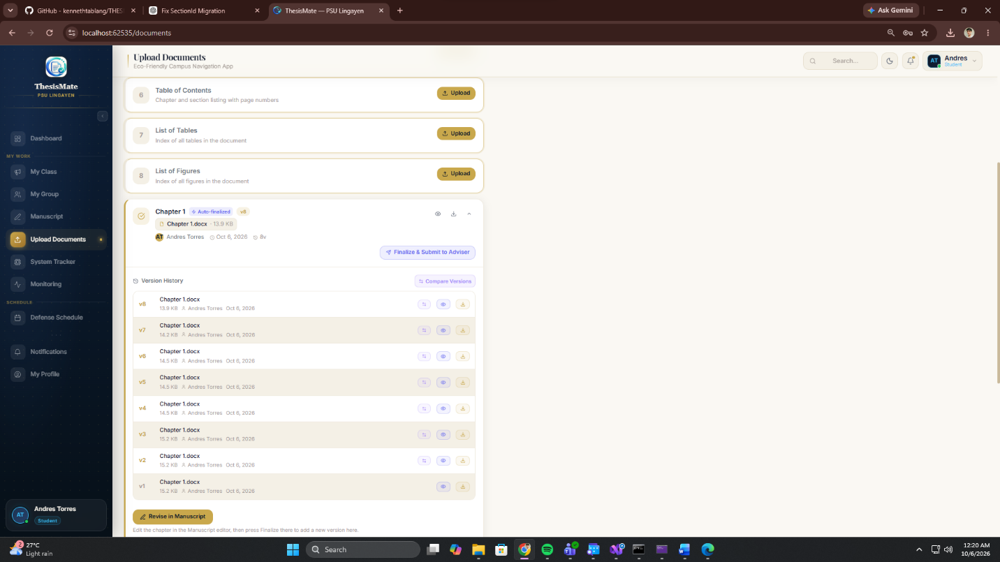 GitHub - kennethtablang/THES
Fix SectionId Migration
ThesisMate — PSU Lingayen
Ask Gemini
localhost:62535/documents
ThesisMate
PSU LINGAYEN
Dashboard
MY WORK
My Class
My Group
Manuscript
Upload Documents
System Tracker
Monitoring
SCHEDULE
Defense Schedule
Notifications
My Profile
AT
Andres Torres
Student
Upload Documents
Eco-Friendly Campus Navigation App
Search...
AT
Andres
Student
6
Table of Contents
Chapter and section listing with page numbers
Upload
7
List of Tables
Index of all tables in the document
Upload
8
List of Figures
Index of all figures in the document
Upload
Chapter 1 Auto-finalized v8
Chapter 1.docx · 13.9 KB
AT Andres Torres Oct 6, 2026 8v
Finalize & Submit to Adviser
Version History
Compare Versions
v8 Chapter 1.docx
13.9 KB Andres Torres Oct 6, 2026
v7 Chapter 1.docx
14.2 KB Andres Torres Oct 6, 2026
v6 Chapter 1.docx
14.5 KB Andres Torres Oct 6, 2026
v5 Chapter 1.docx
14.5 KB Andres Torres Oct 6, 2026
v4 Chapter 1.docx
14.5 KB Andres Torres Oct 6, 2026
v3 Chapter 1.docx
15.2 KB Andres Torres Oct 6, 2026
v2 Chapter 1.docx
15.2 KB Andres Torres Oct 6, 2026
v1 Chapter 1.docx
15.2 KB Andres Torres Oct 6, 2026
Revise in Manuscript
Edit the chapter in the Manuscript editor, then press Finalize there to add a new version here.
2
27°C
Light rain
Search
12:20 AM
10/6/2026